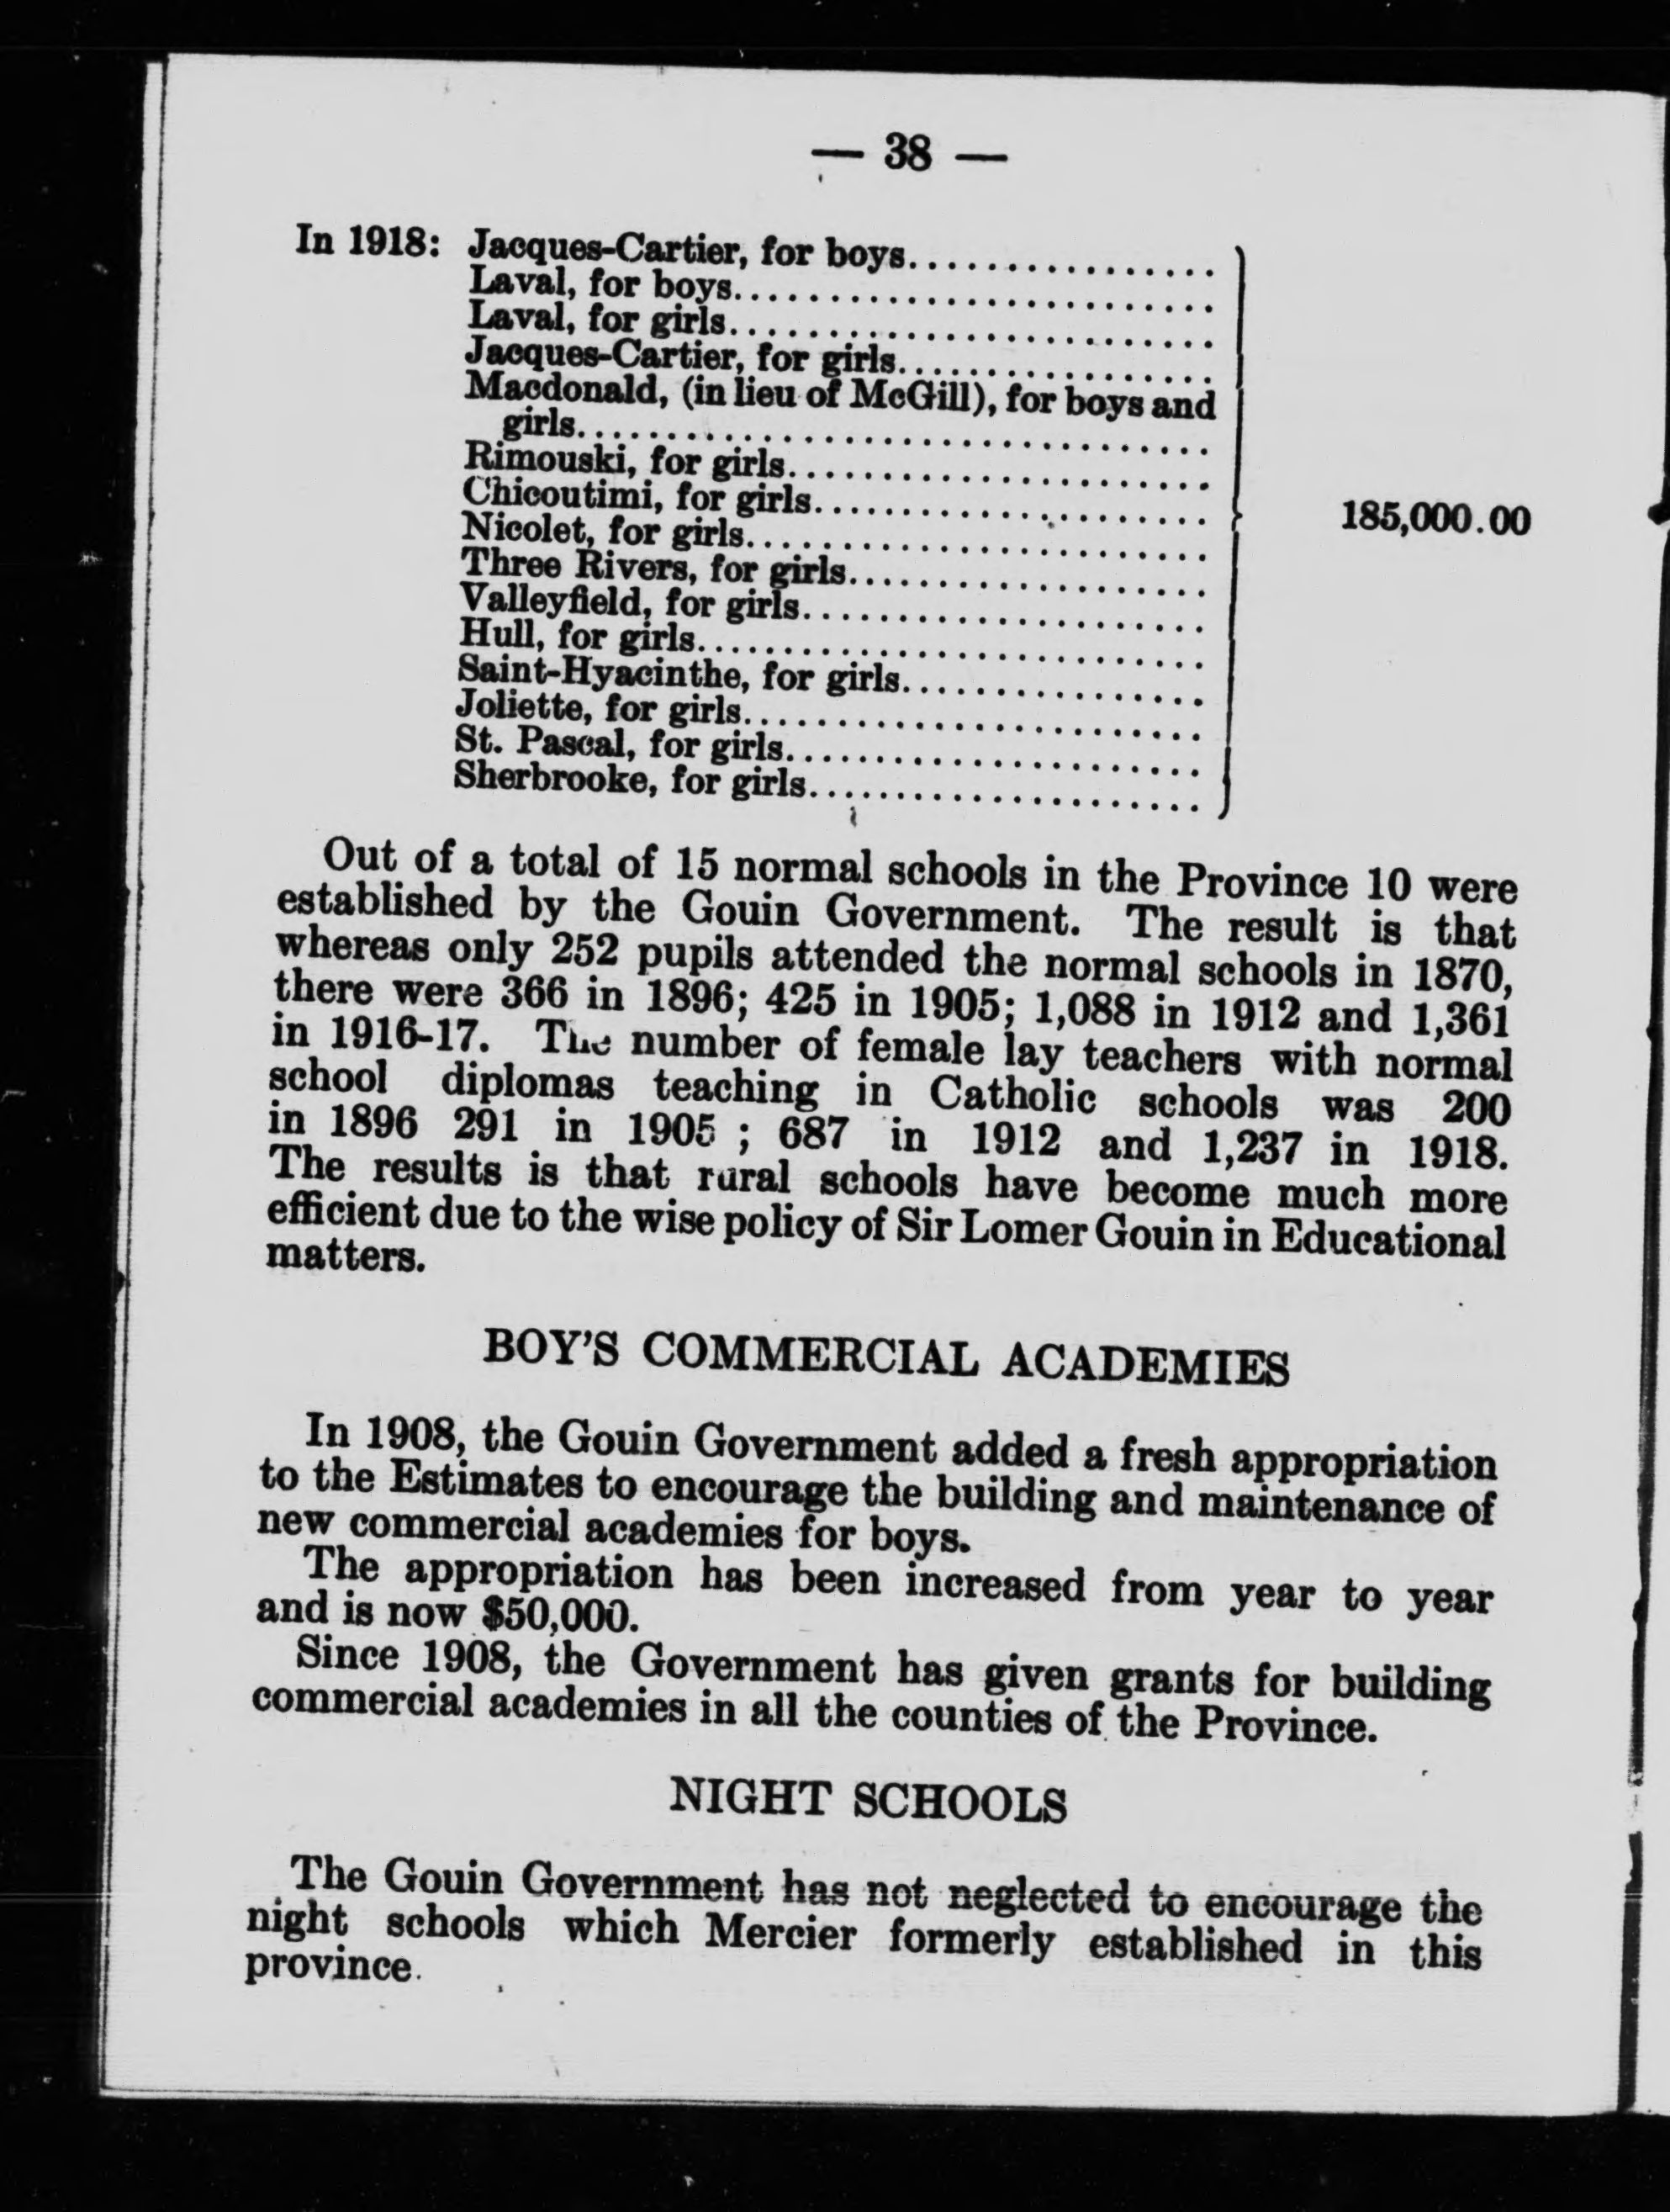 — 38 —
In 1918: Jacques-Cartier, for boys.................
Laval, for boys..........................
Laval, for girls..........................
Jacques-Cartier, for girls..................
Macdonald, (in lieu of McGill), for boys and
girls...................................
Rimouski, for girls.......................
Chicoutimi, for girls...................... 185,000.00
Nicolet, for girls..........................
Three Rivers, for girls....................
Valleyfield, for girls......................
Hull, for girls............................
Saint-Hyacinthe, for girls.................
Joliette, for girls.........................
St. Pascal, for girls.......................
Sherbrooke, for girls......................
Out of a total of 15 normal schools in the Province 10 were
established by the Gouin Government. The result is that
whereas only 252 pupils attended the normal schools in 1870,
there were 366 in 1896; 425 in 1905; 1,088 in 1912 and 1,361
in 1916-17. The number of female lay teachers with normal
school diplomas teaching in Catholic schools was 200
in 1896 291 in 1905 ; 687 in 1912 and 1,237 in 1918.
The results is that rural schools have become much more
efficient due to the wise policy of Sir Lomer Gouin in Educational
matters.
BOY'S COMMERCIAL ACADEMIES
In 1908, the Gouin Government added a fresh appropriation
to the Estimates to encourage the building and maintenance of
new commercial academies for boys.
The appropriation has been increased from year to year
and is now $50,000.
Since 1908, the Government has given grants for building
commercial academies in all the counties of the Province.
NIGHT SCHOOLS
The Gouin Government has not neglected to encourage the
night schools which Mercier formerly established in this
province.